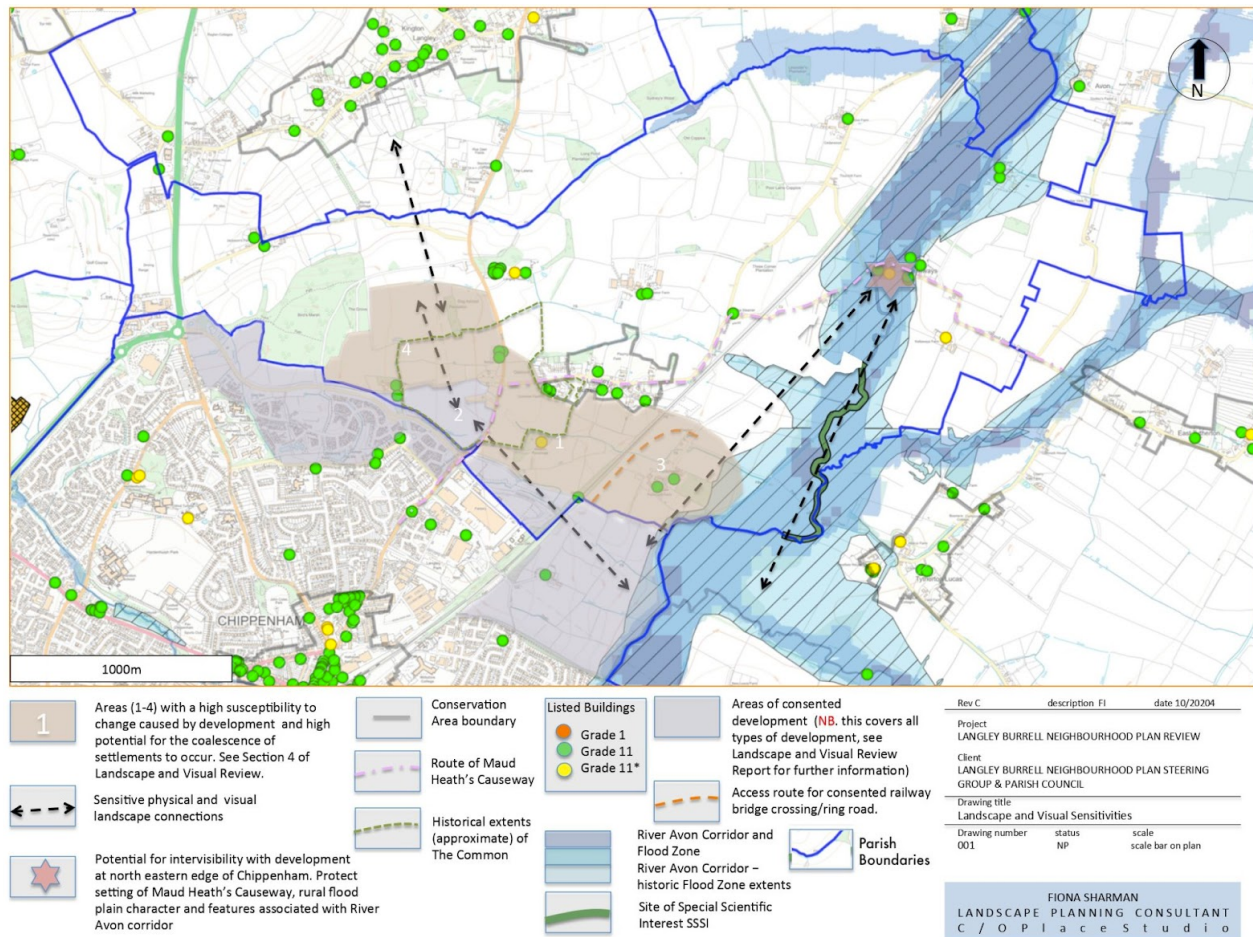 Kington
Langley
Avon
N
4
2
1
3
CHIPPENHAM
1000m
1
Areas (1-4) with a high susceptibility to
change caused by development and high
potential for the coalescence of
settlements to occur. See Section 4 of
Landscape and Visual Review.
Sensitive physical and visual
landscape connections
Potential for intervisibility with development
at north eastern edge of Chippenham. Protect
setting of Maud Heath's Causeway, rural flood
plain character and features associated with River
Avon corridor
Conservation
Area boundary
Route of Maud
Heath's Causeway
Historical extents
(approximate) of
The Common
Listed Buildings
Grade 1
Grade 11
Grade 11*
Areas of consented
development (NB. this covers all
types of development, see
Landscape and Visual Review
Report for further information)
Access route for consented railway
bridge crossing/ring road.
River Avon Corridor and
Flood Zone
River Avon Corridor –
historic Flood Zone extents
Site of Special Scientific
Interest SSSI
Parish
Boundaries
Rev C description FI date 10/20204
Project
LANGLEY BURRELL NEIGHBOURHOOD PLAN REVIEW
Client
LANGLEY BURRELL NEIGHBOURHOOD PLAN STEERING
GROUP & PARISH COUNCIL
Drawing title
Landscape and Visual Sensitivities
Drawing number status scale
001 NP scale bar on plan
FIONA SHARMAN
LANDSCAPE PLANNING CONSULTANT
C / O Place Studio